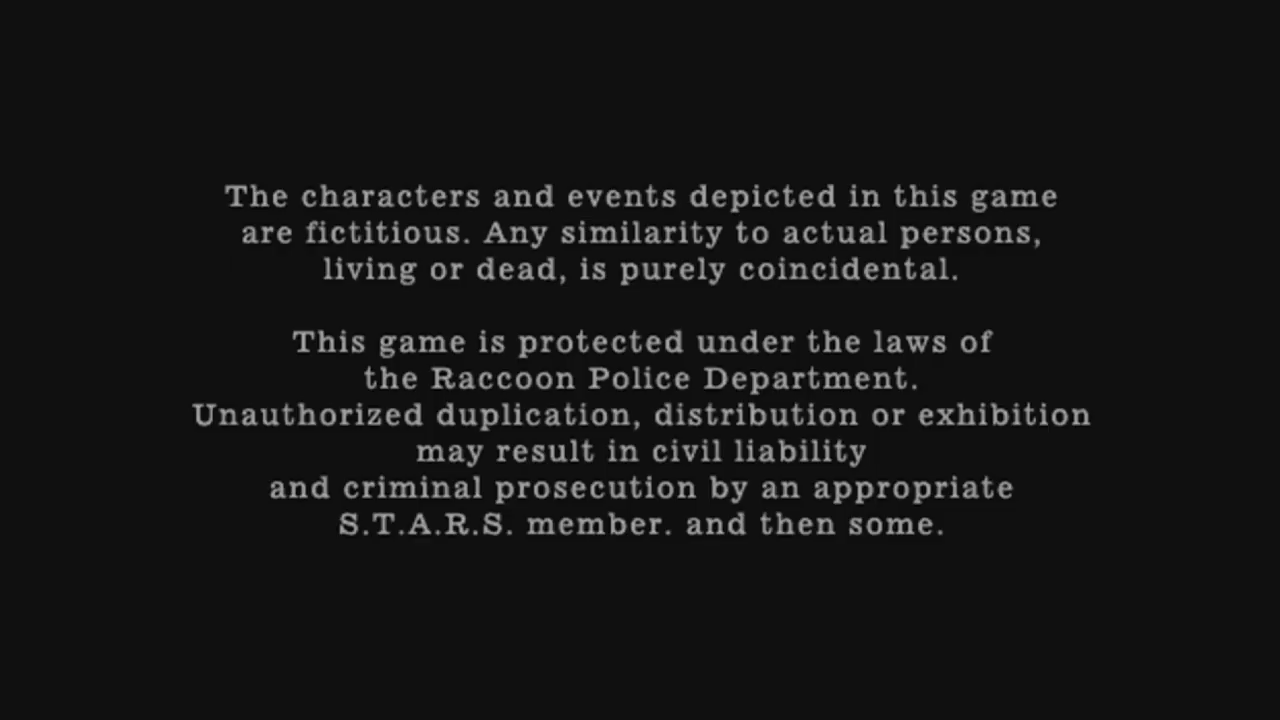 The characters and events depicted in this game
are fictitious. Any similarity to actual persons,
living or dead, is purely coincidental.
This game is protected under the laws of
the Raccoon Police Department.
Unauthorized duplication, distribution or exhibition
may result in civil liability
and criminal prosecution by an appropriate
S.T.A.R.S. member. and then some.